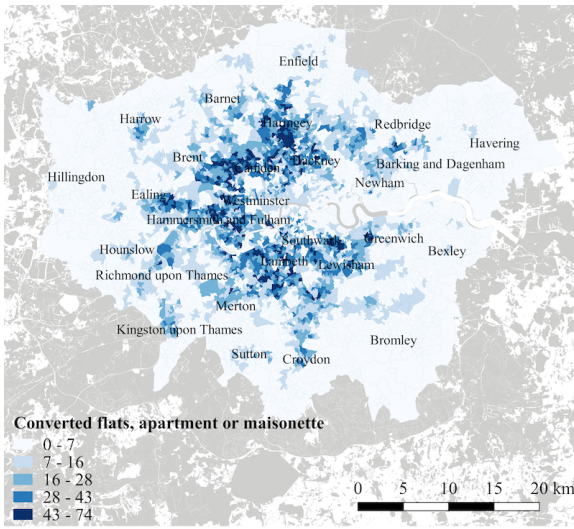 Enfield
Barnet
Harrow
Haringey
Redbridge
Havering
Brent
Camden
Hackney
Barking and Dagenham
Hillingdon
Newham
Ealing
Westminster
Hammersmith and Fulham
Hounslow
Southwark
Greenwich
Bexley
Richmond upon Thames
Lambeth
Lewisham
Merton
Kingston upon Thames
Bromley
Sutton
Croydon
Converted flats, apartment or maisonette
0 - 7
7 - 16
16 - 28
28 - 43
43 - 74
0 5 10 15 20 km